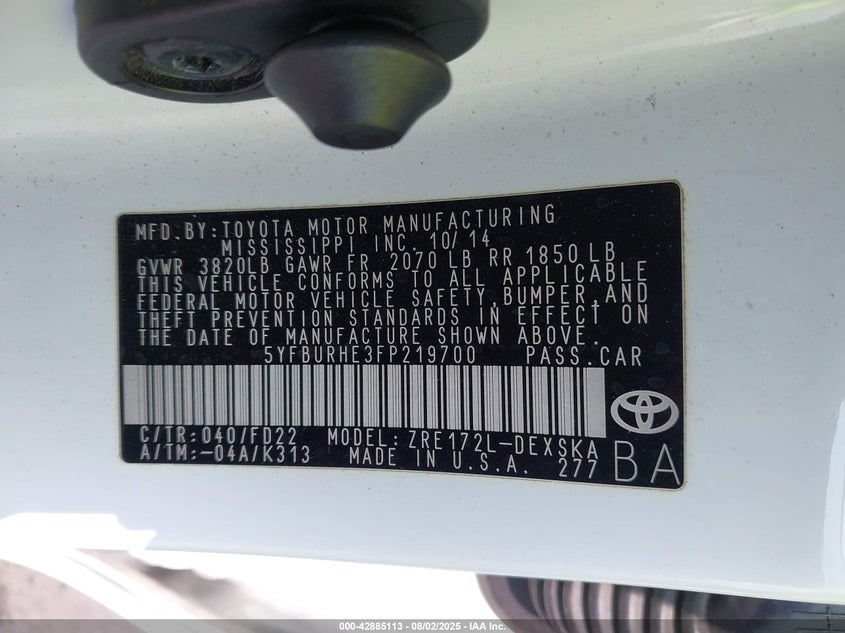 MFD.BY:TOYOTA MOTOR MANUFACTURING
MISSISSIPPI INC. 10/14
GVWR 3820LB GAWR FR 2070 LB RR 1850 LB
THIS VEHICLE CONFORMS TO ALL APPLICABLE
FEDERAL MOTOR VEHICLE SAFETY,BUMPER,AND
THEFT PREVENTION STANDARDS IN EFFECT ON
THE DATE OF MANUFACTURE SHOWN ABOVE.
5YFBURHE3FP219700 PASS.CAR
C/TR:040/FD22 MODEL:ZRE172L-DEXSKA
A/TM:-04A/K313 MADE IN U.S.A. 277 BA
000-42885113 - 08/02/2025 - IAA Inc.